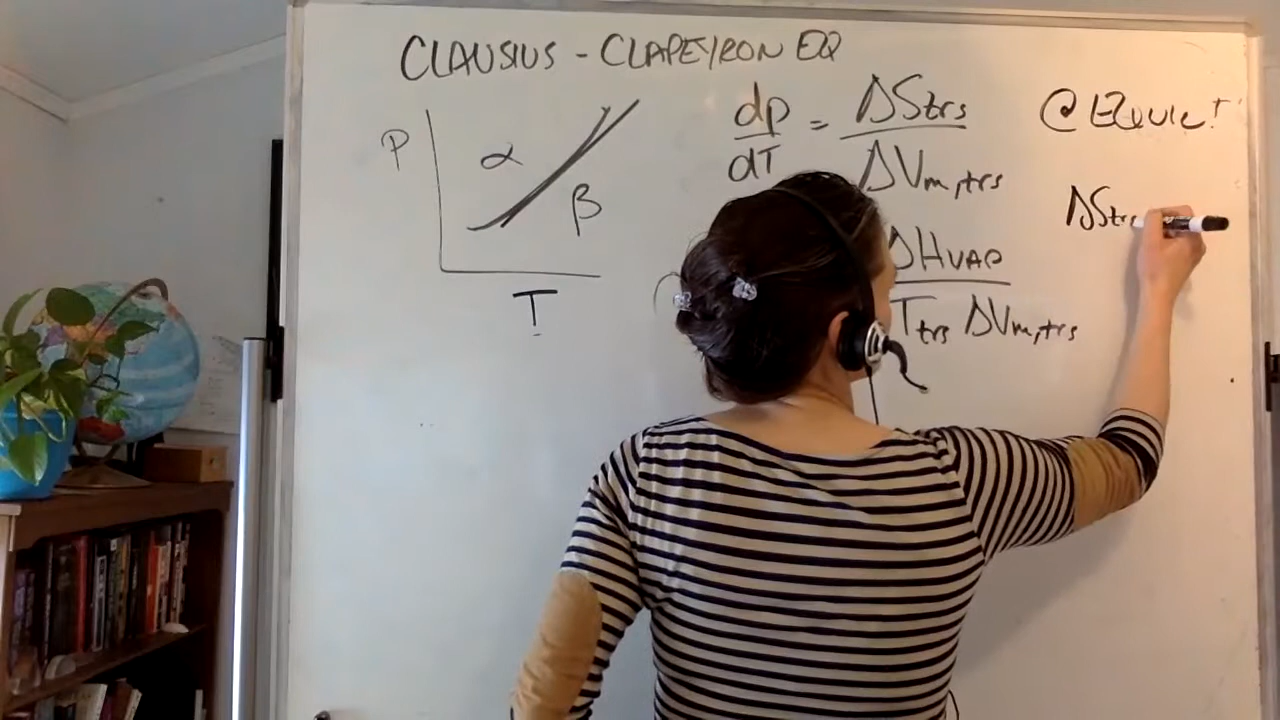 CLAUSIUS - CLAPEYRON EQ
P
α
β
T
dp/dT = ΔStrs/ΔVm,trs
@ EQUIL!
ΔStrs
ΔHVAP/Ttrs ΔVm,trs